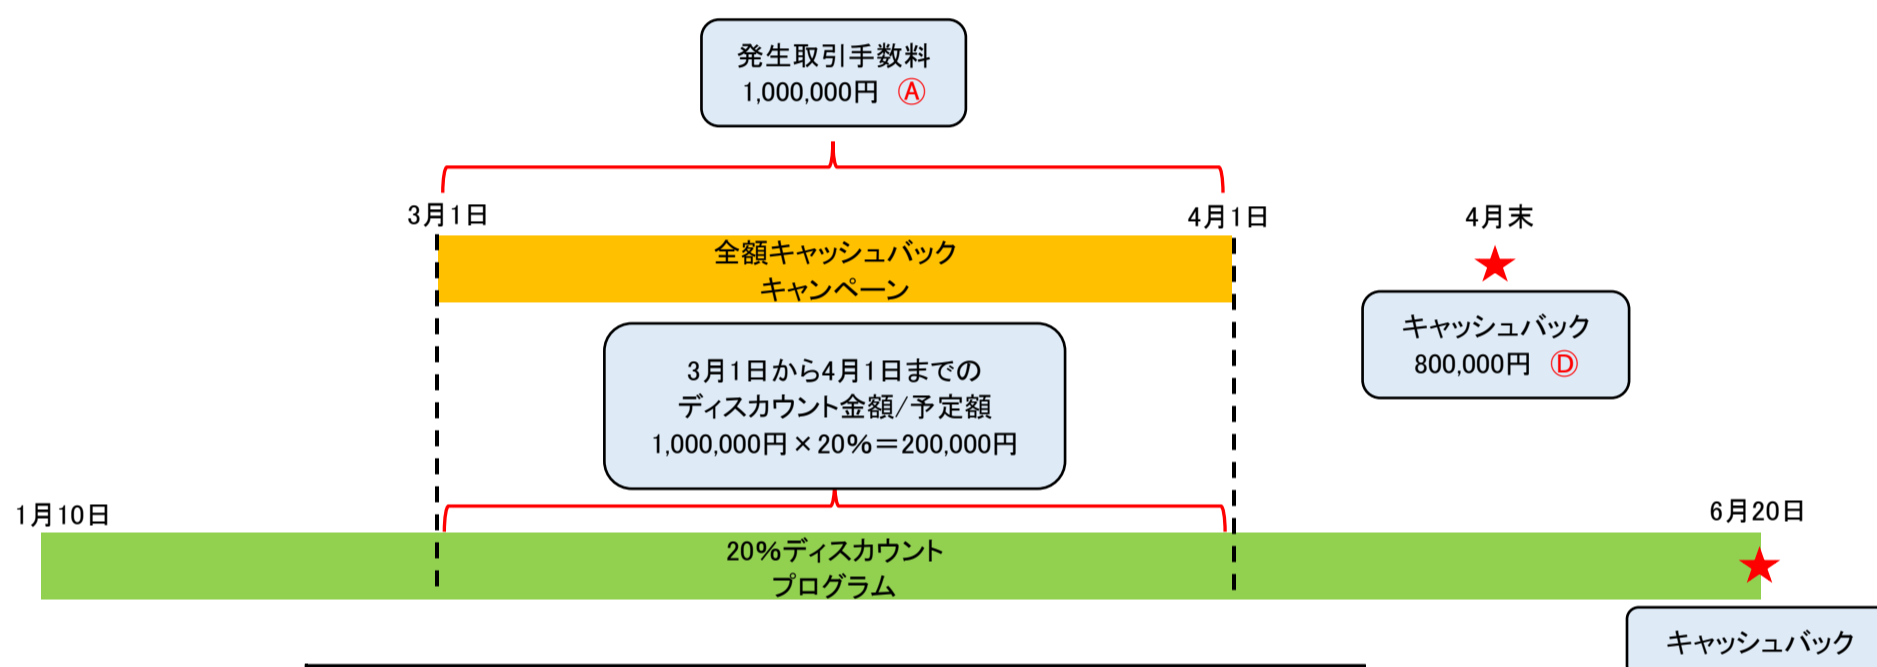 発生取引手数料
1,000,000円 Ⓐ
3月1日
4月1日
4月末
全額キャッシュバック
キャンペーン
キャッシュバック
800,000円 Ⓓ
3月1日から4月1日までの
ディスカウント金額/予定額
1,000,000円×20%=200,000円
1月10日
6月20日
20%ディスカウント
プログラム
キャッシュバック